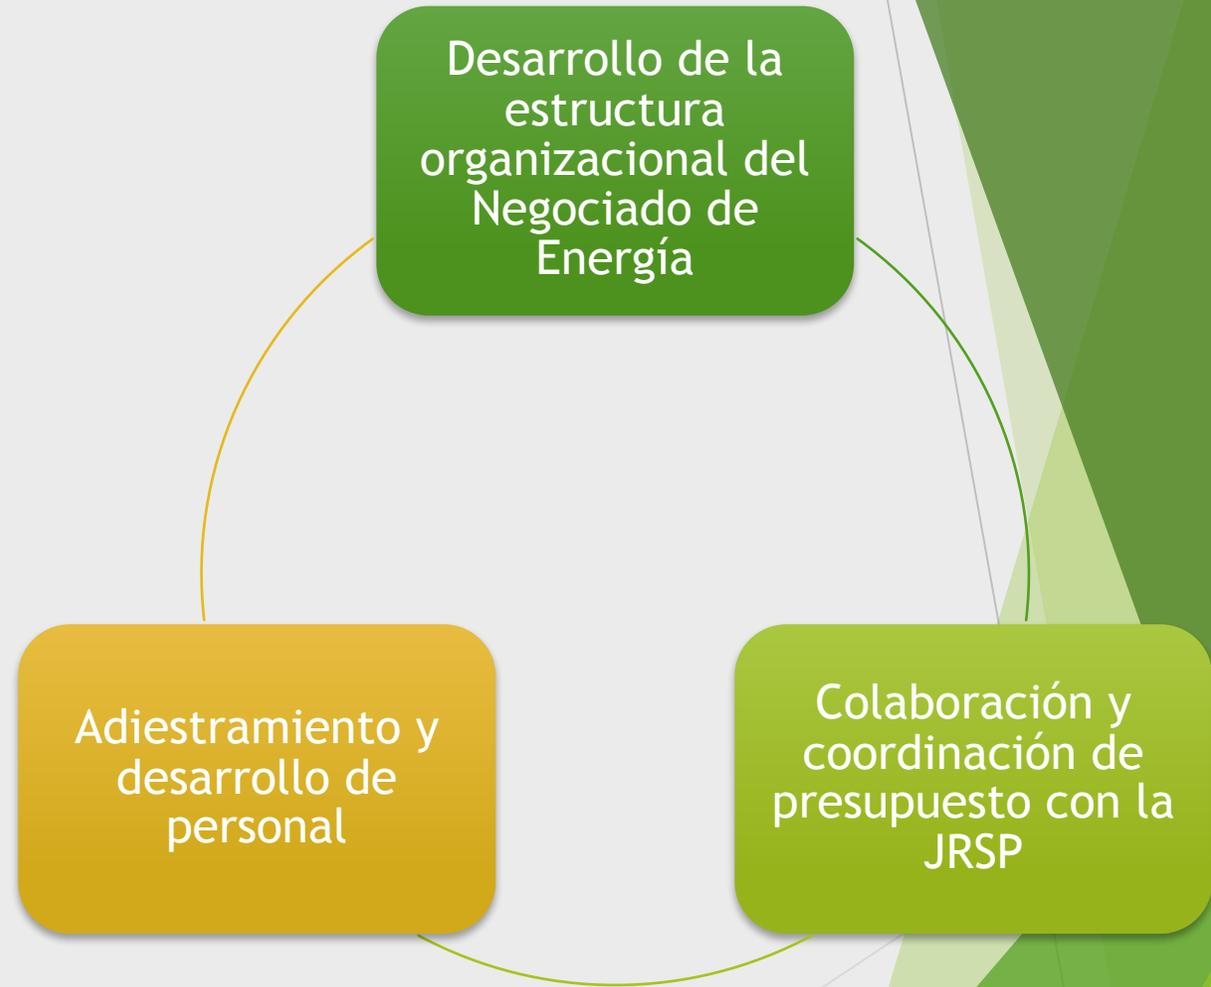 Desarrollo de la
estructura
organizacional del
Negociado de
Energía
Adiestramiento y
desarrollo de
personal
Colaboración y
coordinación de
presupuesto con la
JRSP